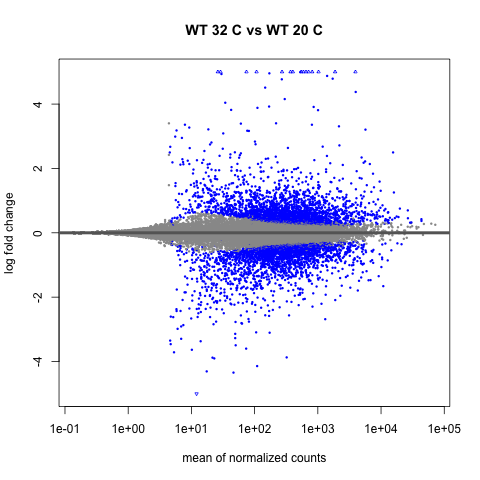 WT 32 C vs WT 20 C
log fold change
4
2
0
-2
-4
1e-01 1e+00 1e+01 1e+02 1e+03 1e+04 1e+05
mean of normalized counts